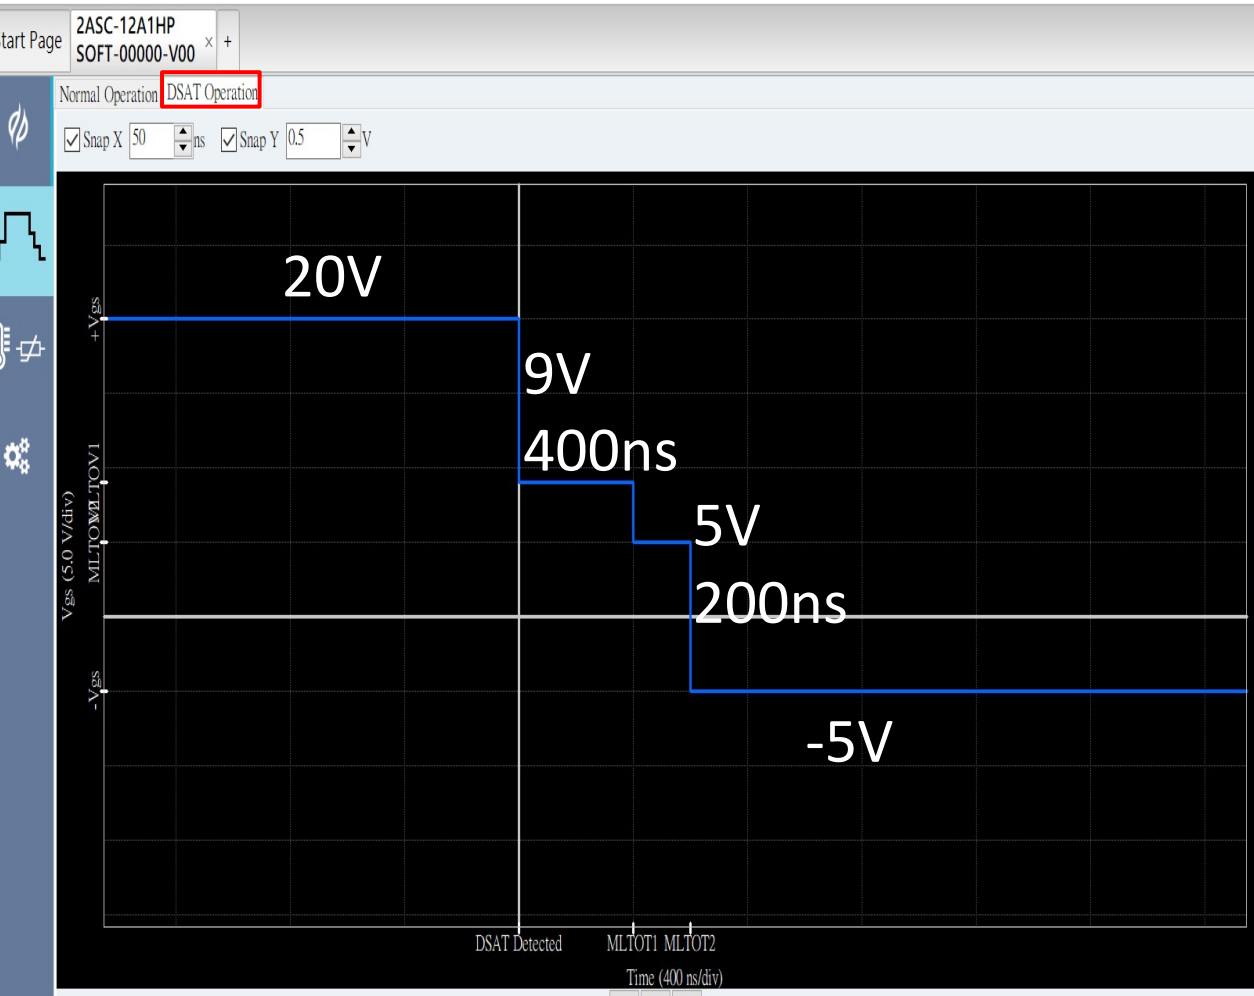 tart Page
2ASC-12A1HP
SOFT-00000-V00
x
+
Normal Operation
DSAT Operation
Snap X 50 ns
Snap Y 0.5 V
20V
9V
400ns
5V
200ns
-5V
+Vgs
MLTOV1
-Vgs
Vgs (5.0 V/div)
DSAT Detected
MLTOT1
MLTOT2
Time (400 ns/div)